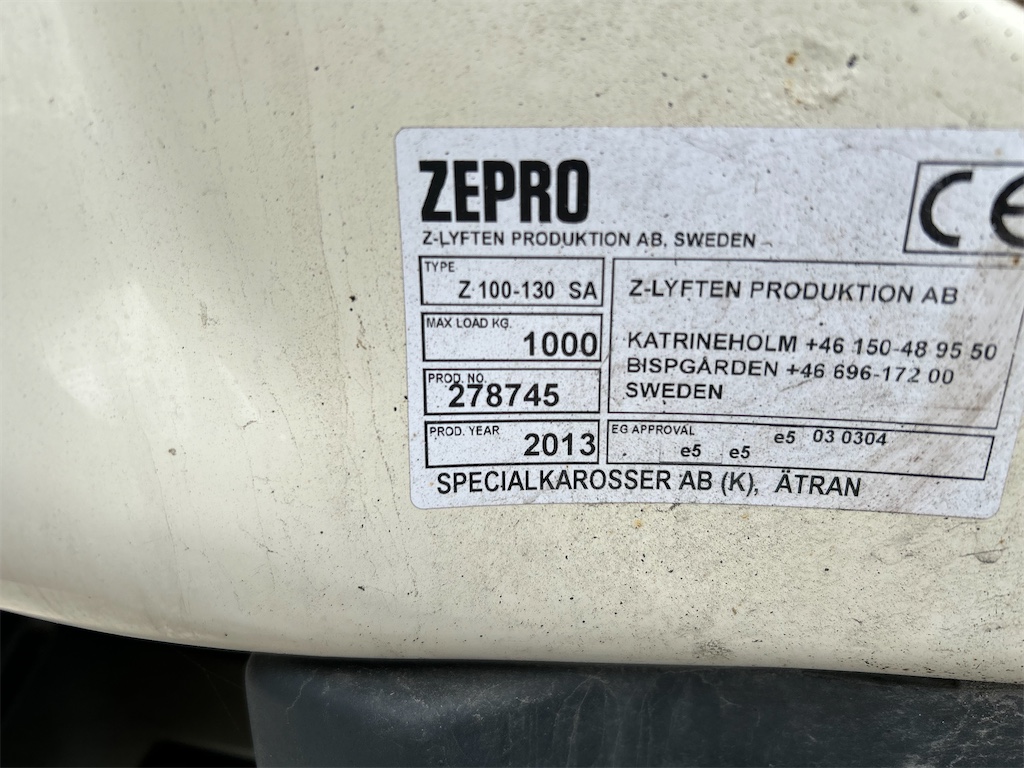 ZEPRO
CE
Z-LYFTEN PRODUKTION AB, SWEDEN
TYPE
Z 100-130 SA
MAX LOAD KG.
1000
PROD. NO.
278745
PROD. YEAR
2013
Z-LYFTEN PRODUKTION AB
KATRINEHOLM +46 150-48 95 50
BISPGÅRDEN +46 696-172 00
SWEDEN
EG APPROVAL
e5 e5 e5 03 0304
SPECIALKAROSSER AB (K), ÄTRAN